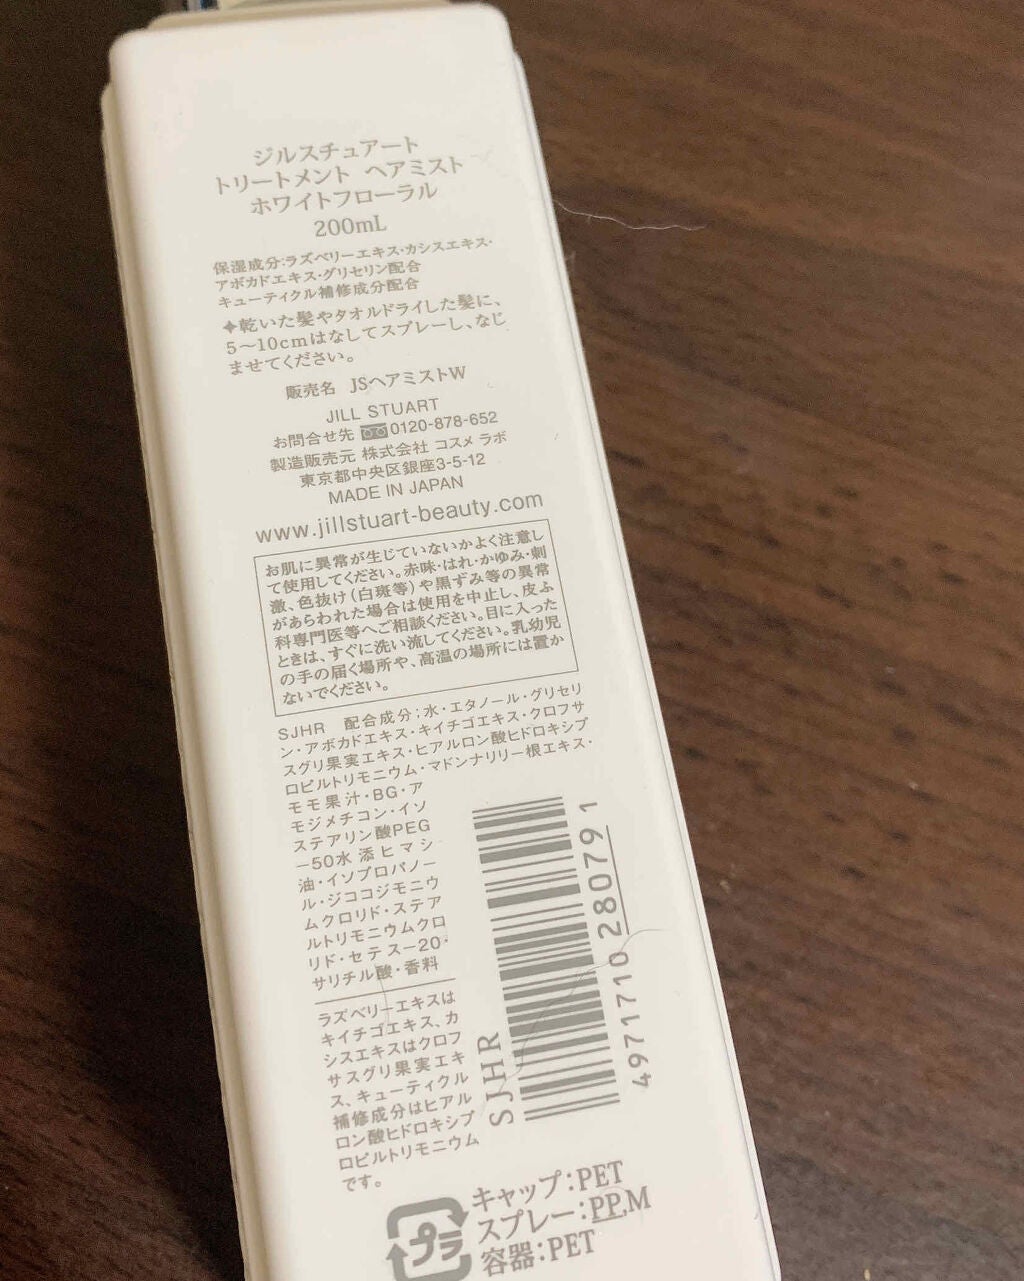 ジルスチュアート
トリートメント ヘアミスト
ホワイトフローラル
200mL
保湿成分:ラズベリーエキス・カシスエキス・
アボカドエキス・グリセリン配合
キューティクル補修成分配合
✦乾いた髪やタオルドライした髪に、
5〜10cmはなしてスプレーし、なじ
ませてください。
販売名 JSヘアミストW
JILL STUART
お問合せ先 0120-878-652
製造販売元 株式会社 コスメ ラボ
東京都中央区銀座3-5-12
MADE IN JAPAN
www.jillstuart-beauty.com
お肌に異常が生じていないかよく注意し
て使用してください。赤味・はれ・かゆみ・刺
激、色抜け(白斑等)や黒ずみ等の異常
があらわれた場合は使用を中止し、皮ふ
科専門医等へご相談ください。目に入った
ときは、すぐに洗い流してください。乳幼児
の手の届く場所や、高温の場所には置か
ないでください。
SJHR 配合成分;水・エタノール・グリセリ
ン・アボカドエキス・キイチゴエキス・クロフサ
スグリ果実エキス・ヒアルロン酸ヒドロキシプ
ロピルトリモニウム・マドンナリリー根エキス・
モモ果汁・BG・ア
モジメチコン・イソ
ステアリン酸PEG
-50水添ヒマシ
油・イソプロパノー
ル・ジココジモニウ
ムクロリド・ステア
ルトリモニウムクロ
リド・セテス-20・
サリチル酸・香料
ラズベリーエキスは
キイチゴエキス、カ
シスエキスはクロフ
サスグリ果実エキ
ス、キューティクル
補修成分はヒアル
ロン酸ヒドロキシプ
ロピルトリモニウム
です。
SJHR
4971710 280791
プラ
キャップ:PET
スプレー:PP,M
容器:PET